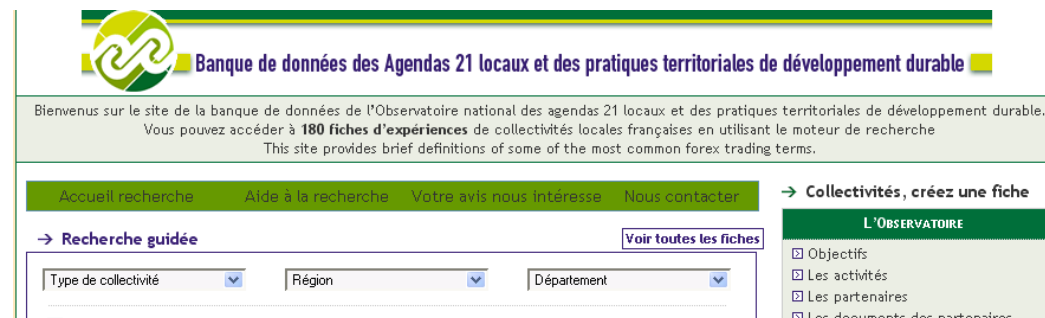 Banque de données des Agendas 21 locaux et des pratiques territoriales de développement durable
Bienvenus sur le site de la banque de données de l'Observatoire national des agendas 21 locaux et des pratiques territoriales de développement durable.
Vous pouvez accéder à 180 fiches d'expériences de collectivités locales françaises en utilisant le moteur de recherche
This site provides brief definitions of some of the most common forex trading terms.
Accueil recherche Aide à la recherche Votre avis nous intéresse Nous contacter
→ Recherche guidée Voir toutes les fiches
Type de collectivité Région Département
→ Collectivités, créez une fiche
L'OBSERVATOIRE
Objectifs
Les activités
Les partenaires
Les documents des partenaires